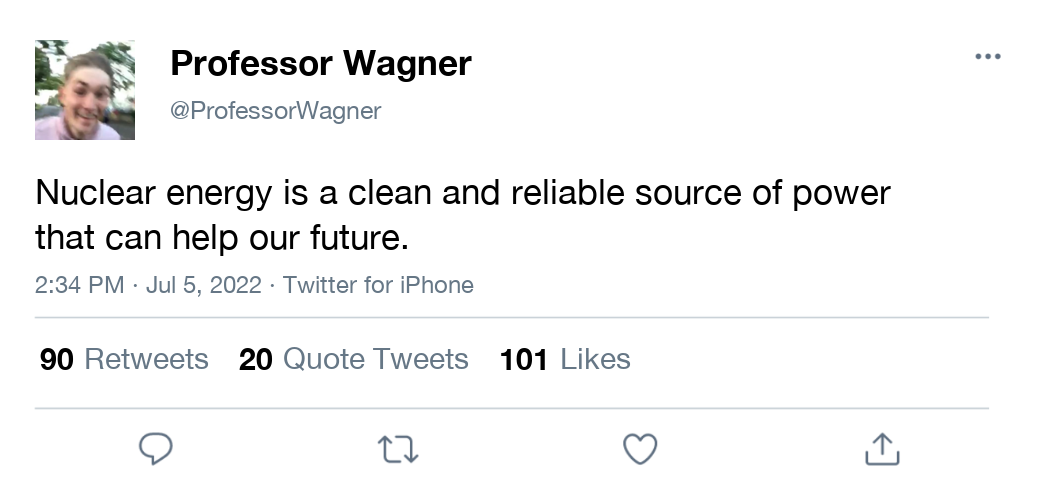 Professor Wagner
@ProfessorWagner
Nuclear energy is a clean and reliable source of power
that can help our future.
2:34 PM · Jul 5, 2022 · Twitter for iPhone
90 Retweets 20 Quote Tweets 101 Likes